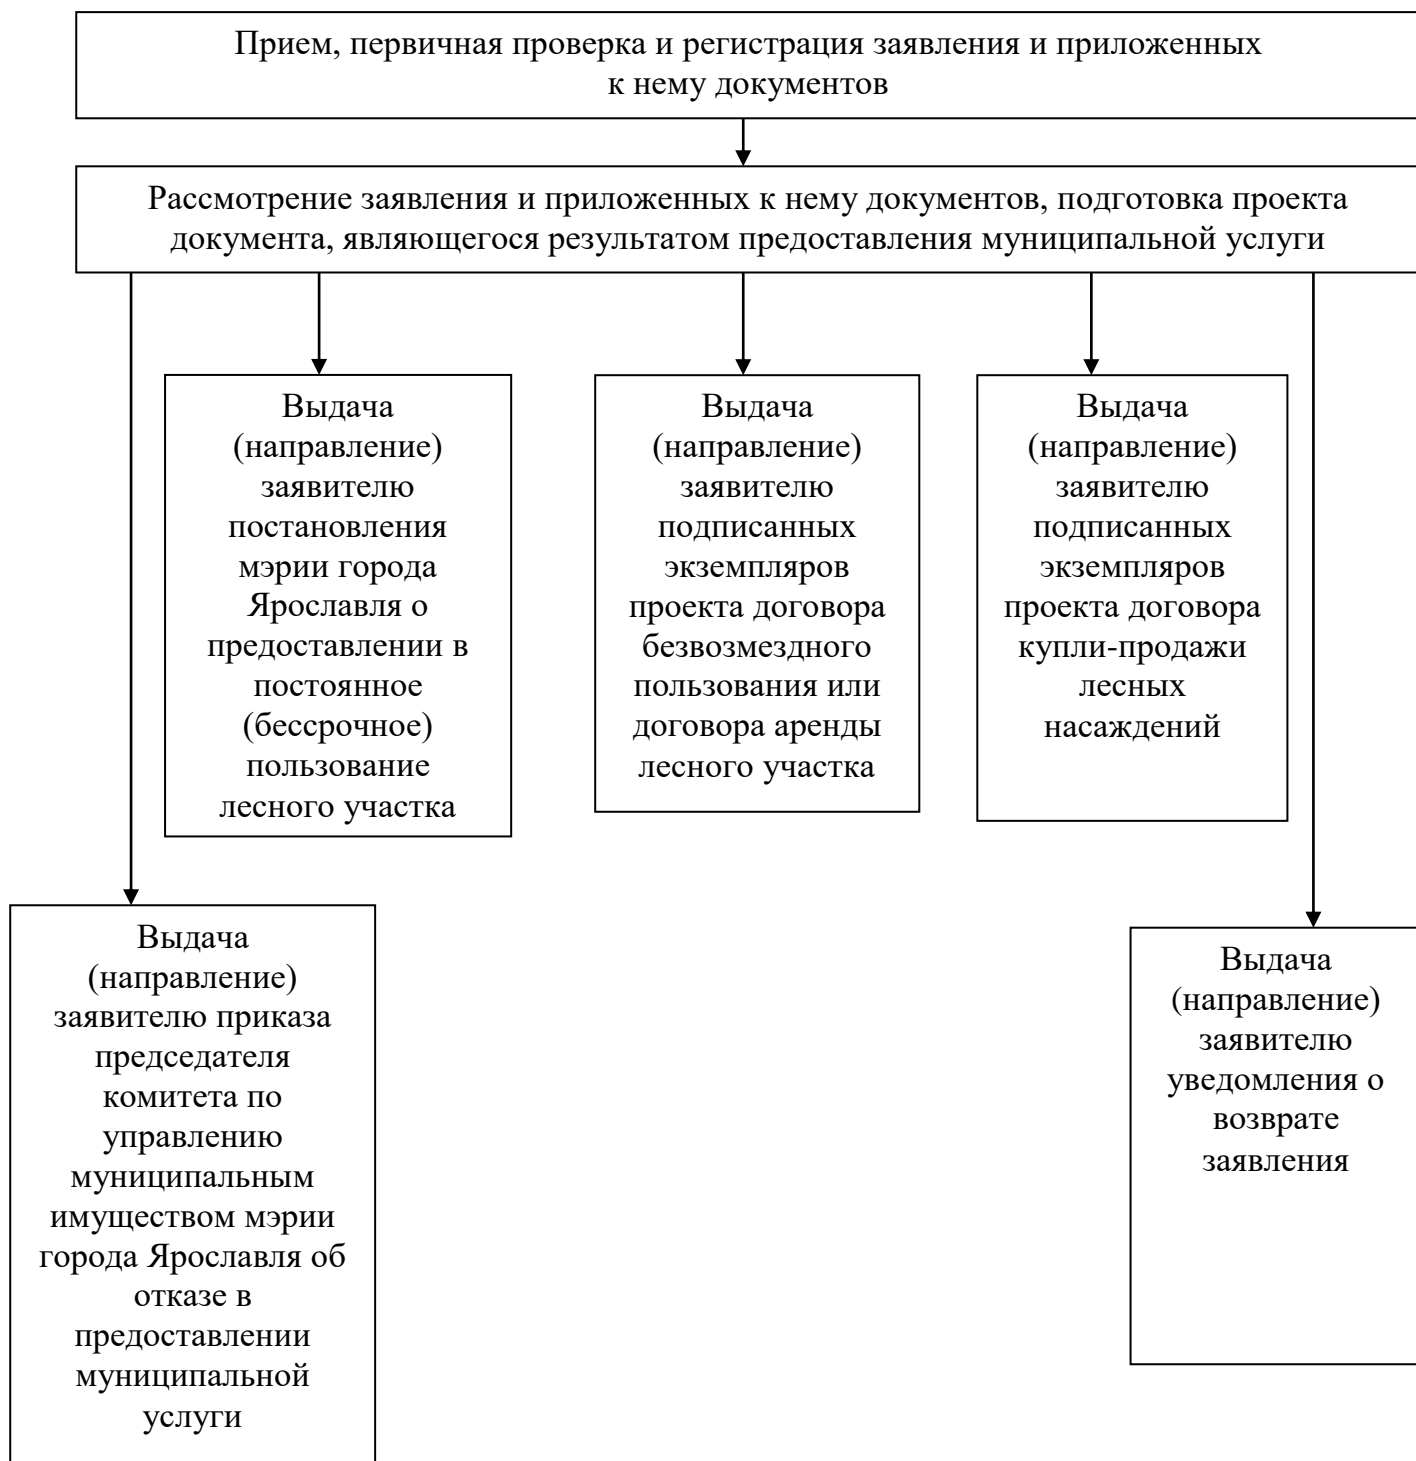 Прием, первичная проверка и регистрация заявления и приложенных
к нему документов
Рассмотрение заявления и приложенных к нему документов, подготовка проекта
документа, являющегося результатом предоставления муниципальной услуги
Выдача
(направление)
заявителю
постановления
мэрии города
Ярославля о
предоставлении в
постоянное
(бессрочное)
пользование
лесного участка
Выдача
(направление)
заявителю
подписанных
экземпляров
проекта договора
безвозмездного
пользования или
договора аренды
лесного участка
Выдача
(направление)
заявителю
подписанных
экземпляров
проекта договора
купли-продажи
лесных
насаждений
Выдача
(направление)
заявителю приказа
председателя
комитета по
управлению
муниципальным
имуществом мэрии
города Ярославля об
отказе в
предоставлении
муниципальной
услуги
Выдача
(направление)
заявителю
уведомления о
возврате
заявления